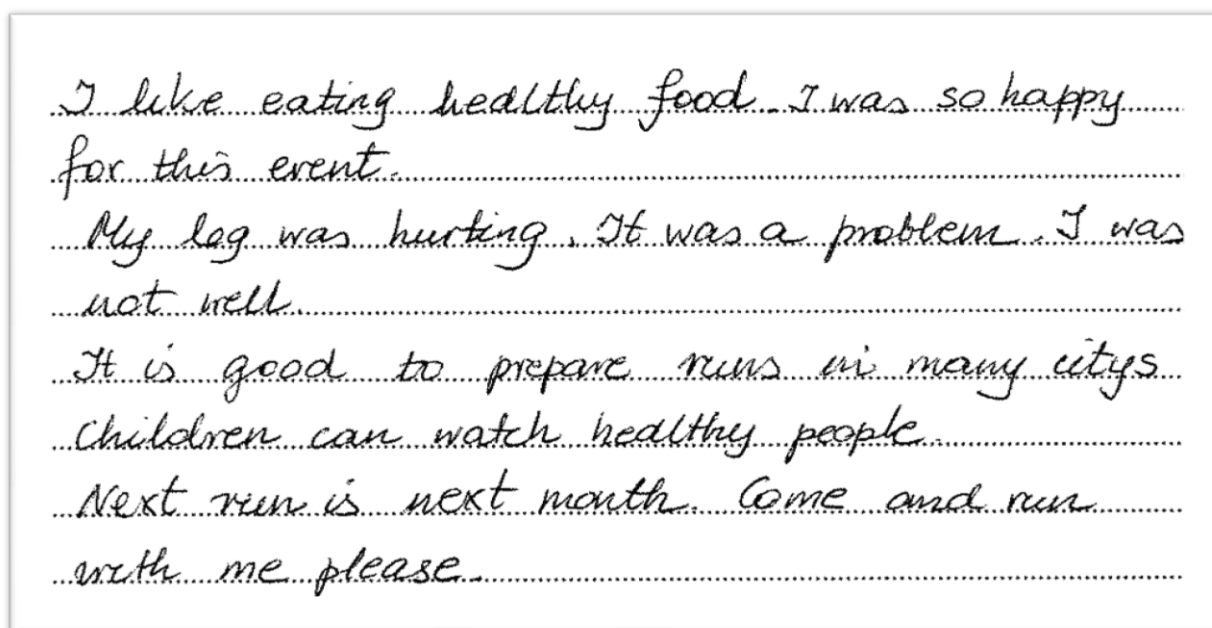 I like eating healthy food. I was so happy
for this event.
My leg was hurting. It was a problem. I was
not well.
It is good to prepare runs in many citys
Children can watch healthy people.
Next run is next month. Come and run
with me please.